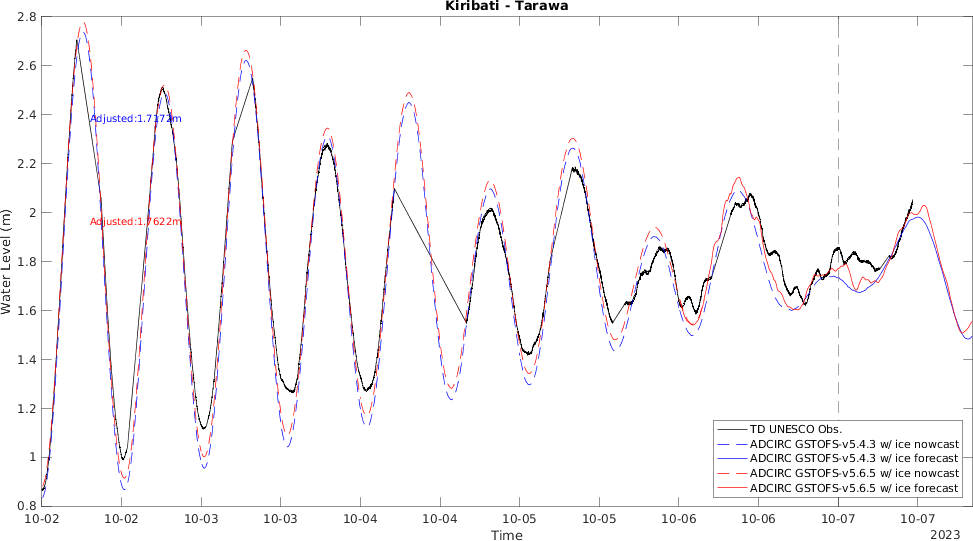 Kiribati - Tarawa
Water Level (m)
2.8
2.6
2.4
2.2
2
1.8
1.6
1.4
1.2
1
0.8
Adjusted:1.7172m
Adjusted:1.7622m
TD UNESCO Obs.
ADCIRC GSTOFS-v5.4.3 w/ ice nowcast
ADCIRC GSTOFS-v5.4.3 w/ ice forecast
ADCIRC GSTOFS-v5.6.5 w/ ice nowcast
ADCIRC GSTOFS-v5.6.5 w/ ice forecast
10-02 10-02 10-03 10-03 10-04 10-04 10-05 10-05 10-06 10-06 10-07 10-07
Time
2023